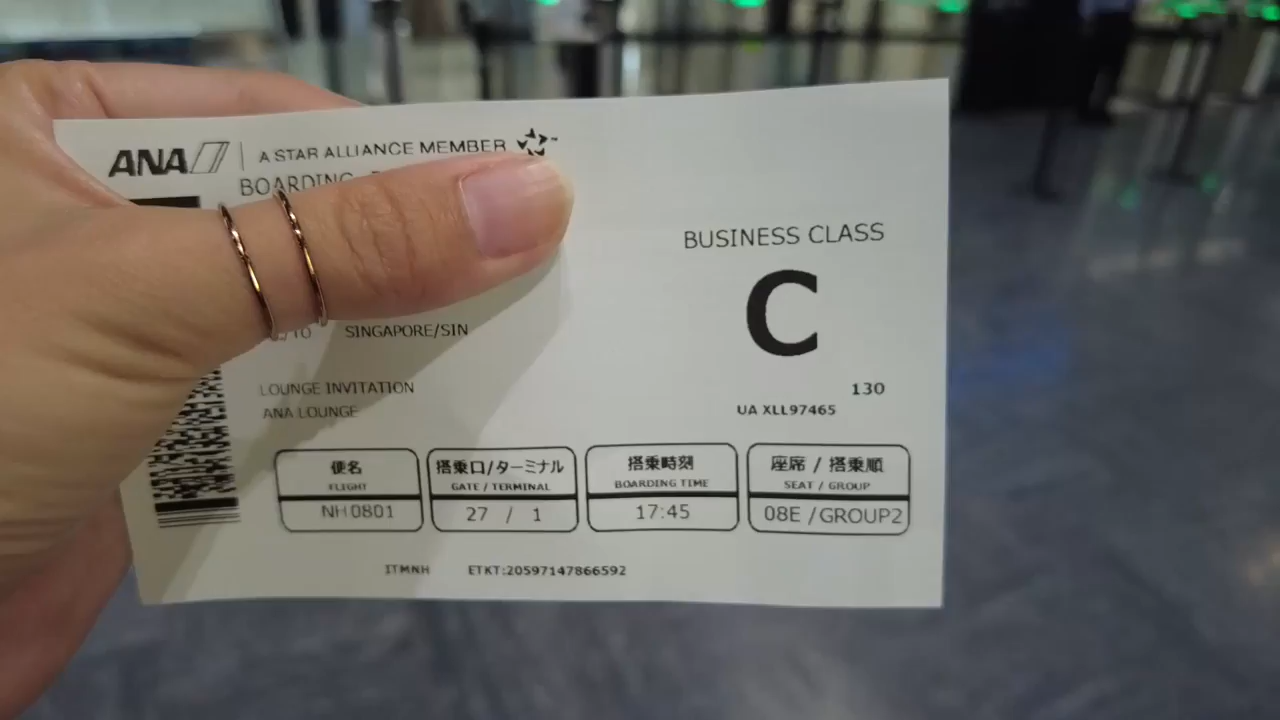 ANA A STAR ALLIANCE MEMBER
BOARDING
BUSINESS CLASS
C
TO SINGAPORE/SIN
LOUNGE INVITATION
ANA LOUNGE
130
UA XLL97465
便名
FLIGHT
NH0801
搭乗口/ターミナル
GATE / TERMINAL
27 / 1
搭乗時刻
BOARDING TIME
17:45
座席 / 搭乗順
SEAT / GROUP
08E /GROUP2
ITMNH ETKT:20597147866592